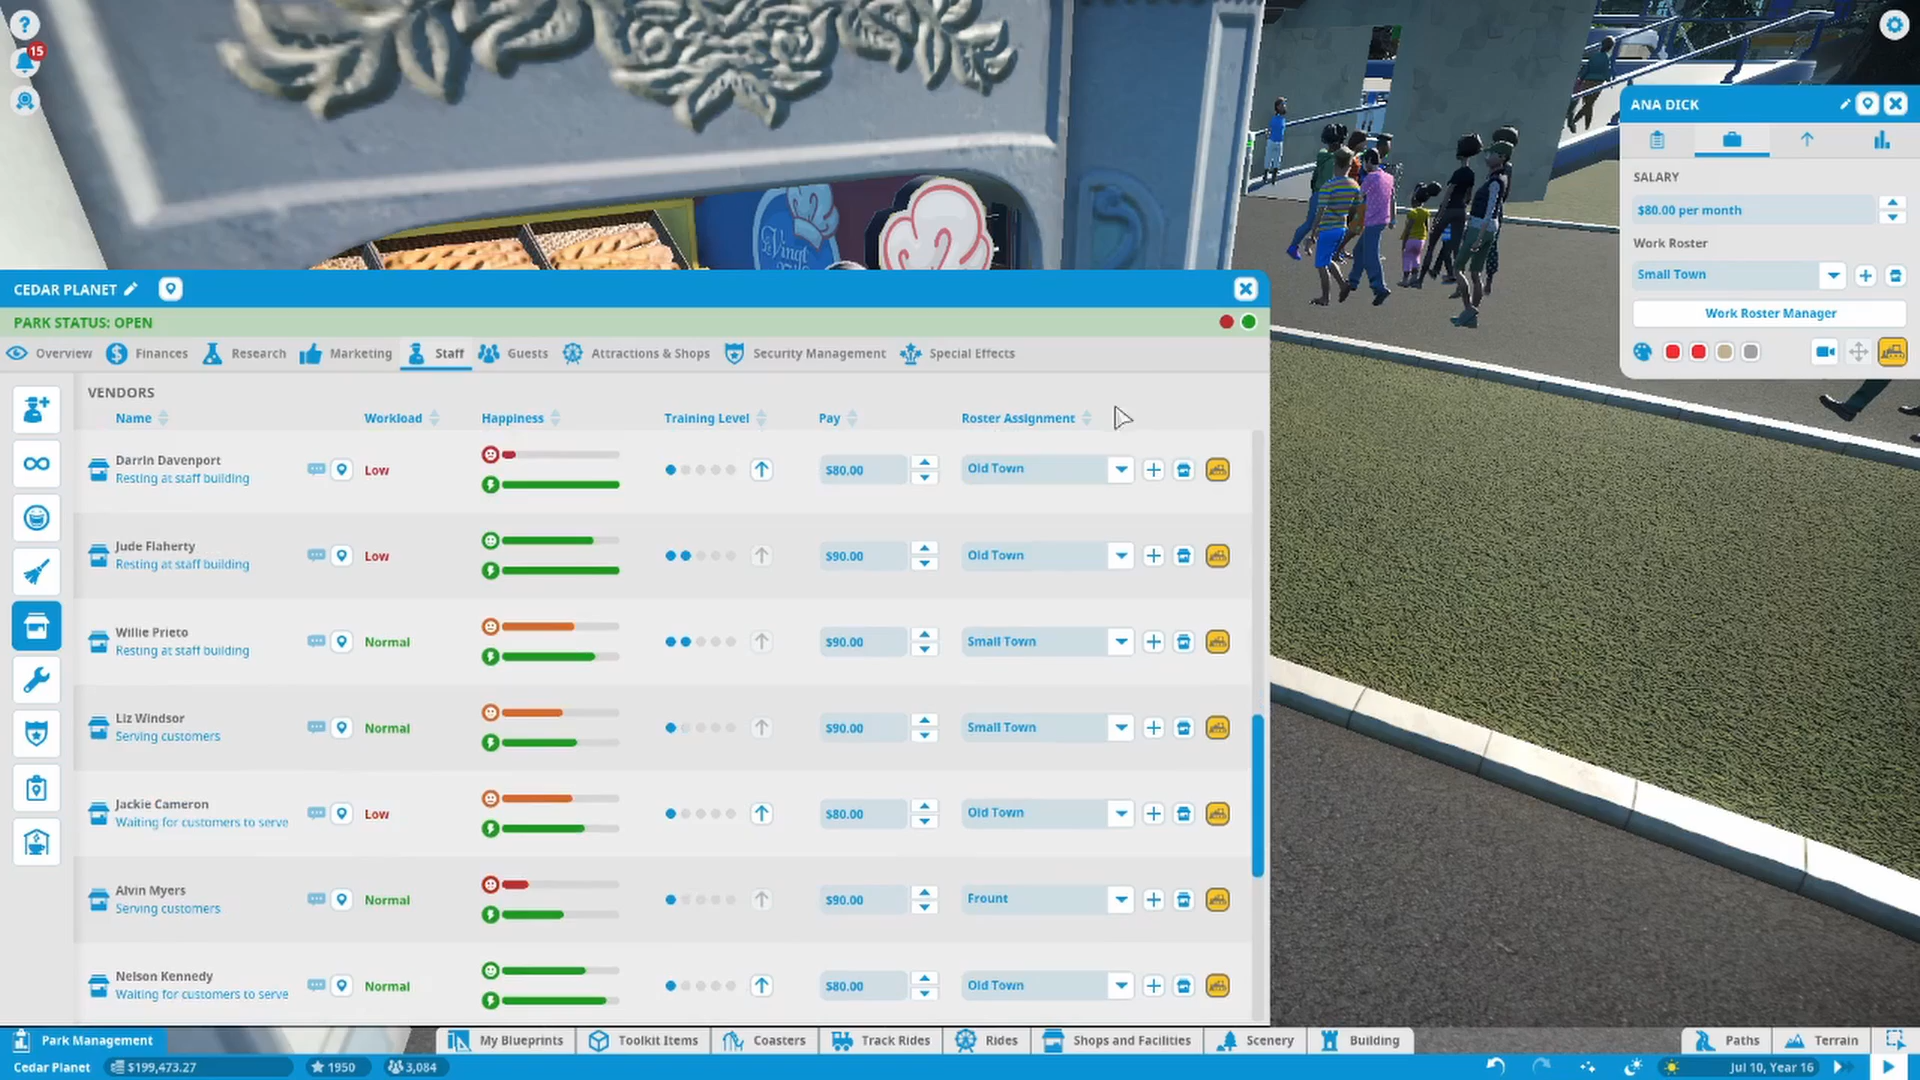 ?
15
Vingt
ANA DICK
SALARY
$80.00 per month
Work Roster
Small Town
Work Roster Manager
CEDAR PLANET
PARK STATUS: OPEN
Overview Finances Research Marketing Staff Guests Attractions & Shops Security Management Special Effects
VENDORS
Name Workload Happiness Training Level Pay Roster Assignment
Darrin Davenport
Resting at staff building
Low $80.00 Old Town
Jude Flaherty
Resting at staff building
Low $90.00 Old Town
Willie Prieto
Resting at staff building
Normal $90.00 Small Town
Liz Windsor
Serving customers
Normal $90.00 Small Town
Jackie Cameron
Waiting for customers to serve
Low $80.00 Old Town
Alvin Myers
Serving customers
Normal $90.00 Frount
Nelson Kennedy
Waiting for customers to serve
Normal $80.00 Old Town
Park Management My Blueprints Toolkit Items Coasters Track Rides Rides Shops and Facilities Scenery Building Paths Terrain
Cedar Planet $199,473.27 1950 3,084 Jul 10, Year 16